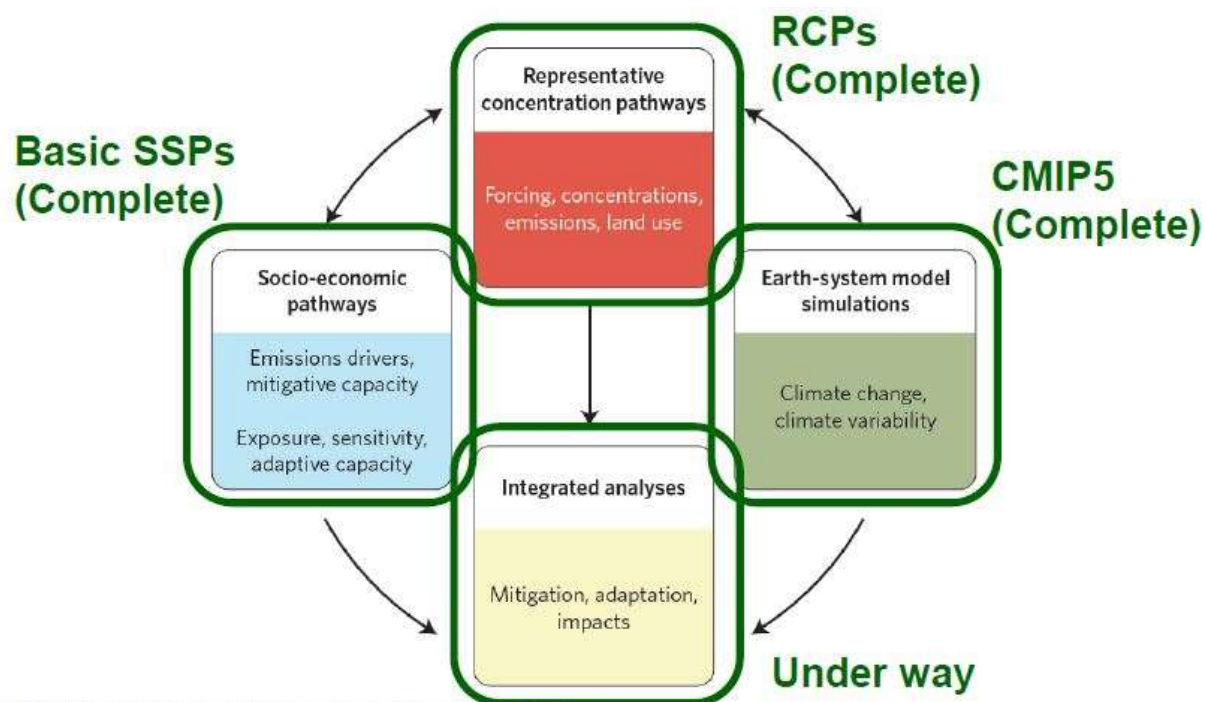 RCPs
(Complete)
Representative
concentration pathways
Forcing, concentrations,
emissions, land use
Basic SSPs
(Complete)
CMIP5
(Complete)
Socio-economic
pathways
Emissions drivers,
mitigative capacity
Exposure, sensitivity,
adaptive capacity
Earth-system model
simulations
Climate change,
climate variability
Integrated analyses
Mitigation, adaptation,
impacts
Under way